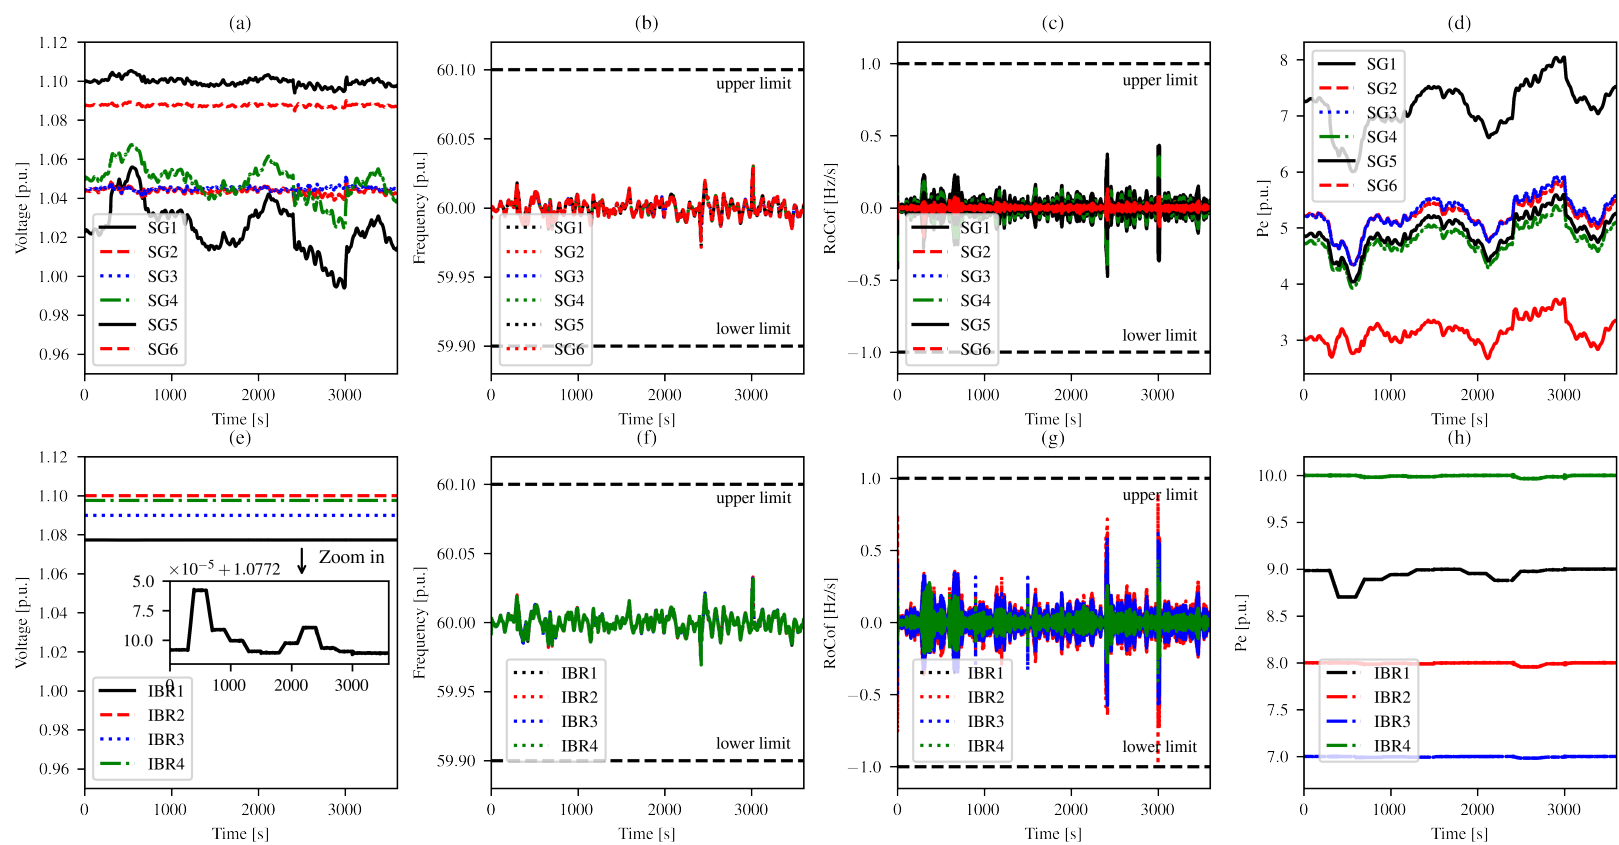 (a)
1.12
1.10
1.08
1.06
1.04
1.02
1.00
0.98
0.96
Voltage [p.u.]
SG1
SG2
SG3
SG4
SG5
SG6
0
1000
2000
3000
Time [s]
(b)
60.10
60.05
60.00
59.95
59.90
Frequency [p.u.]
upper limit
lower limit
SG1
SG2
SG3
SG4
SG5
SG6
0
1000
2000
3000
Time [s]
(c)
1.0
0.5
0.0
−0.5
−1.0
RoCof [Hz/s]
upper limit
lower limit
SG1
SG2
SG3
SG4
SG5
SG6
0
1000
2000
3000
Time [s]
(d)
8
7
6
5
4
3
Pe [p.u.]
SG1
SG2
SG3
SG4
SG5
SG6
0
1000
2000
3000
Time [s]
(e)
1.12
1.10
1.08
1.06
1.04
1.02
1.00
0.98
0.96
Voltage [p.u.]
Zoom in
×10⁻⁵ + 1.0772
5.0
7.5
10.0
0
1000
2000
3000
IBR1
IBR2
IBR3
IBR4
0
1000
2000
3000
Time [s]
(f)
60.10
60.05
60.00
59.95
59.90
Frequency [p.u.]
upper limit
lower limit
IBR1
IBR2
IBR3
IBR4
0
1000
2000
3000
Time [s]
(g)
1.0
0.5
0.0
−0.5
−1.0
RoCof [Hz/s]
upper limit
lower limit
IBR1
IBR2
IBR3
IBR4
0
1000
2000
3000
Time [s]
(h)
10.0
9.5
9.0
8.5
8.0
7.5
7.0
Pe [p.u.]
IBR1
IBR2
IBR3
IBR4
0
1000
2000
3000
Time [s]